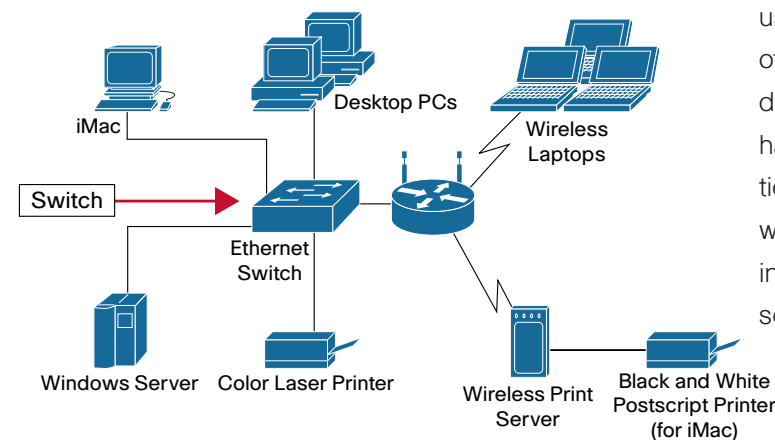 iMac
Desktop PCs
Wireless
Laptops
Switch
Ethernet
Switch
Windows Server
Color Laser Printer
Wireless Print
Server
Black and White
Postscript Printer
(for iMac)